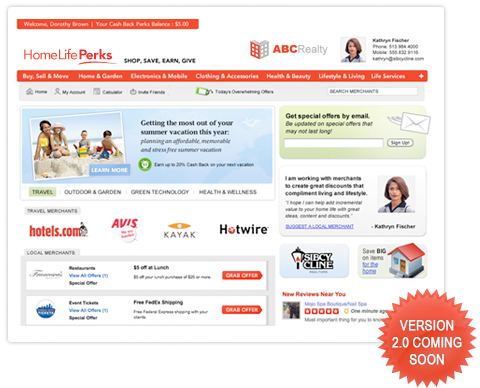 Welcome, Dorothy Brown | Your Cash Back Perks Balance : $5.00
HomeLifePerks
SHOP, SAVE, EARN, GIVE
ABCRealty
Kathryn Fischer
Phone: 513 984 4000
Mobile: 555.832 9116
kathryn@sibcycline.com
Buy, Sell & Move Home & Garden Electronics & Mobile Clothing & Accessories Health & Beauty Lifestyle & Living Life Services +
Home My Account Calculator Invite Friends Today's Overwhelming Offers SEARCH MERCHANTS
Getting the most out of your
summer vacation this year:
planning an affordable, memorable
and stress free summer vacation
LEARN MORE
Earn up to 20% Cash Back on your next vacation
TRAVEL OUTDOOR & GARDEN GREEN TECHNOLOGY HEALTH & WELLNESS
Get special offers by email.
Be updated on special offers that
may not last long!
Sign Up!
I am working with merchants
to create great discounts that
compliment living and lifestyle.
"I hope I can help add incremental
value to your home life with great
ideas, content and discounts."
SUGGEST A LOCAL MERCHANT
- Kathryn Fischer
TRAVEL MERCHANTS
hotels.com
AVIS
We try harder
KAYAK
Hotwire
LOCAL MERCHANTS
Restaurants
View All Offers (1)
Special Offer
$5 off at Lunch
$5 off your lunch purchase of $25 or more.
GRAB OFFER
Event Tickets
View All Offers (7)
Special Offer
Free FedEx Shipping
Free Federal Express shipping with your
clients
GRAB OFFER
SIBCY
CLINE
REALTORS
Save BIG
on items
for the
home
New Reviews Near You
Mojo Spa Boutique/Nail Spa
One minute ago
Most important thing for you to know
VERSION
2.0 COMING
SOON